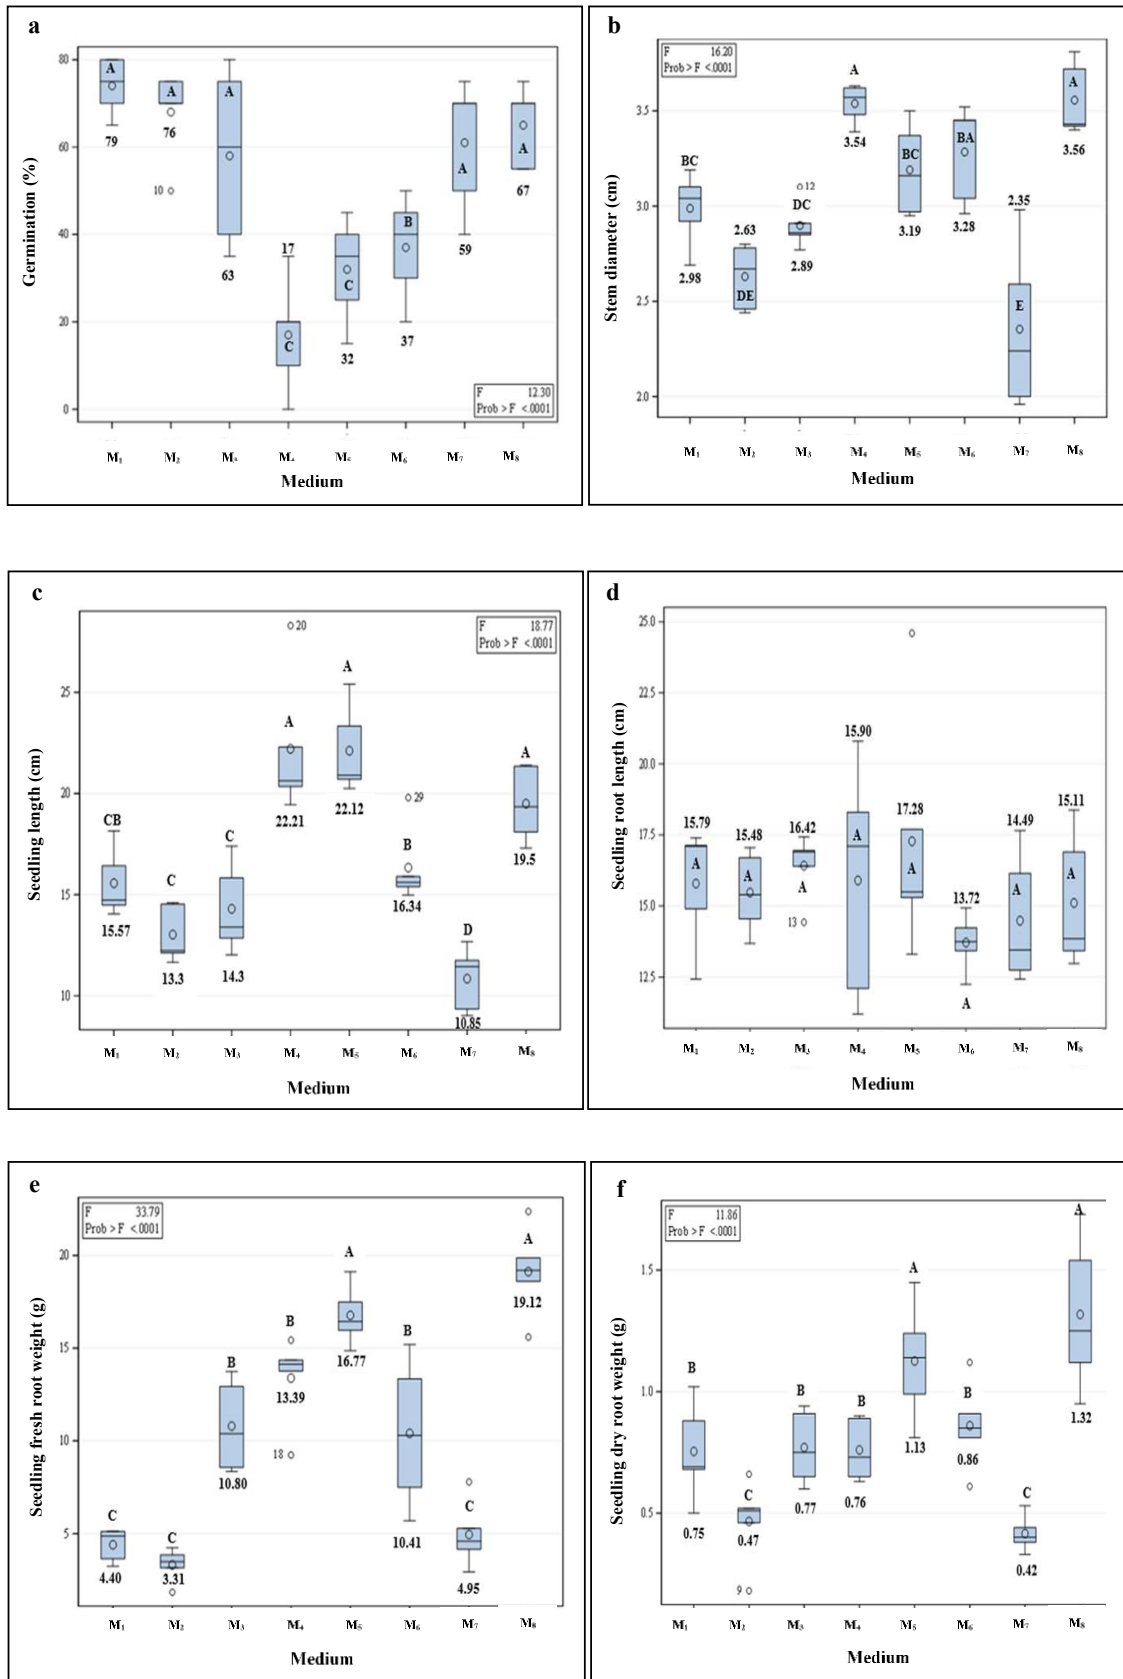 a
80
60
40
20
0
Germination (%)
A
79
A
76
10
A
63
17
C
C
32
B
37
A
59
A
67
F 12.30
Prob > F <.0001
M₁ M₂ M₃ M₄ M₅ M₆ M₇ M₈
Medium
b
F 16.20
Prob > F <.0001
3.5
3.0
2.5
2.0
Stem diameter (cm)
BC
2.98
2.63
DE
12
DC
2.89
A
3.54
BC
3.19
BA
3.28
2.35
E
A
3.56
M₁ M₂ M₃ M₄ M₅ M₆ M₇ M₈
Medium
c
F 18.77
Prob > F <.0001
25
20
15
10
Seedling length (cm)
CB
15.57
C
13.3
C
14.3
20
A
22.21
A
22.12
29
B
16.34
D
10.85
A
19.5
M₁ M₂ M₃ M₄ M₅ M₆ M₇ M₈
Medium
d
25.0
22.5
20.0
17.5
15.0
12.5
Seedling root length (cm)
15.79
A
15.48
A
16.42
A
13
15.90
A
17.28
A
13.72
A
14.49
A
15.11
A
M₁ M₂ M₃ M₄ M₅ M₆ M₇ M₈
Medium
e
F 33.79
Prob > F <.0001
20
15
10
5
Seedling fresh root weight (g)
C
4.40
C
3.31
B
10.80
B
13.39
18
A
16.77
B
10.41
C
4.95
A
19.12
M₁ M₂ M₃ M₄ M₅ M₆ M₇ M₈
Medium
f
F 11.86
Prob > F <.0001
1.5
1.0
0.5
Seedling dry root weight (g)
B
0.75
C
0.47
9
B
0.77
B
0.76
A
1.13
B
0.86
C
0.42
A
1.32
M₁ M₂ M₃ M₄ M₅ M₆ M₇ M₈
Medium